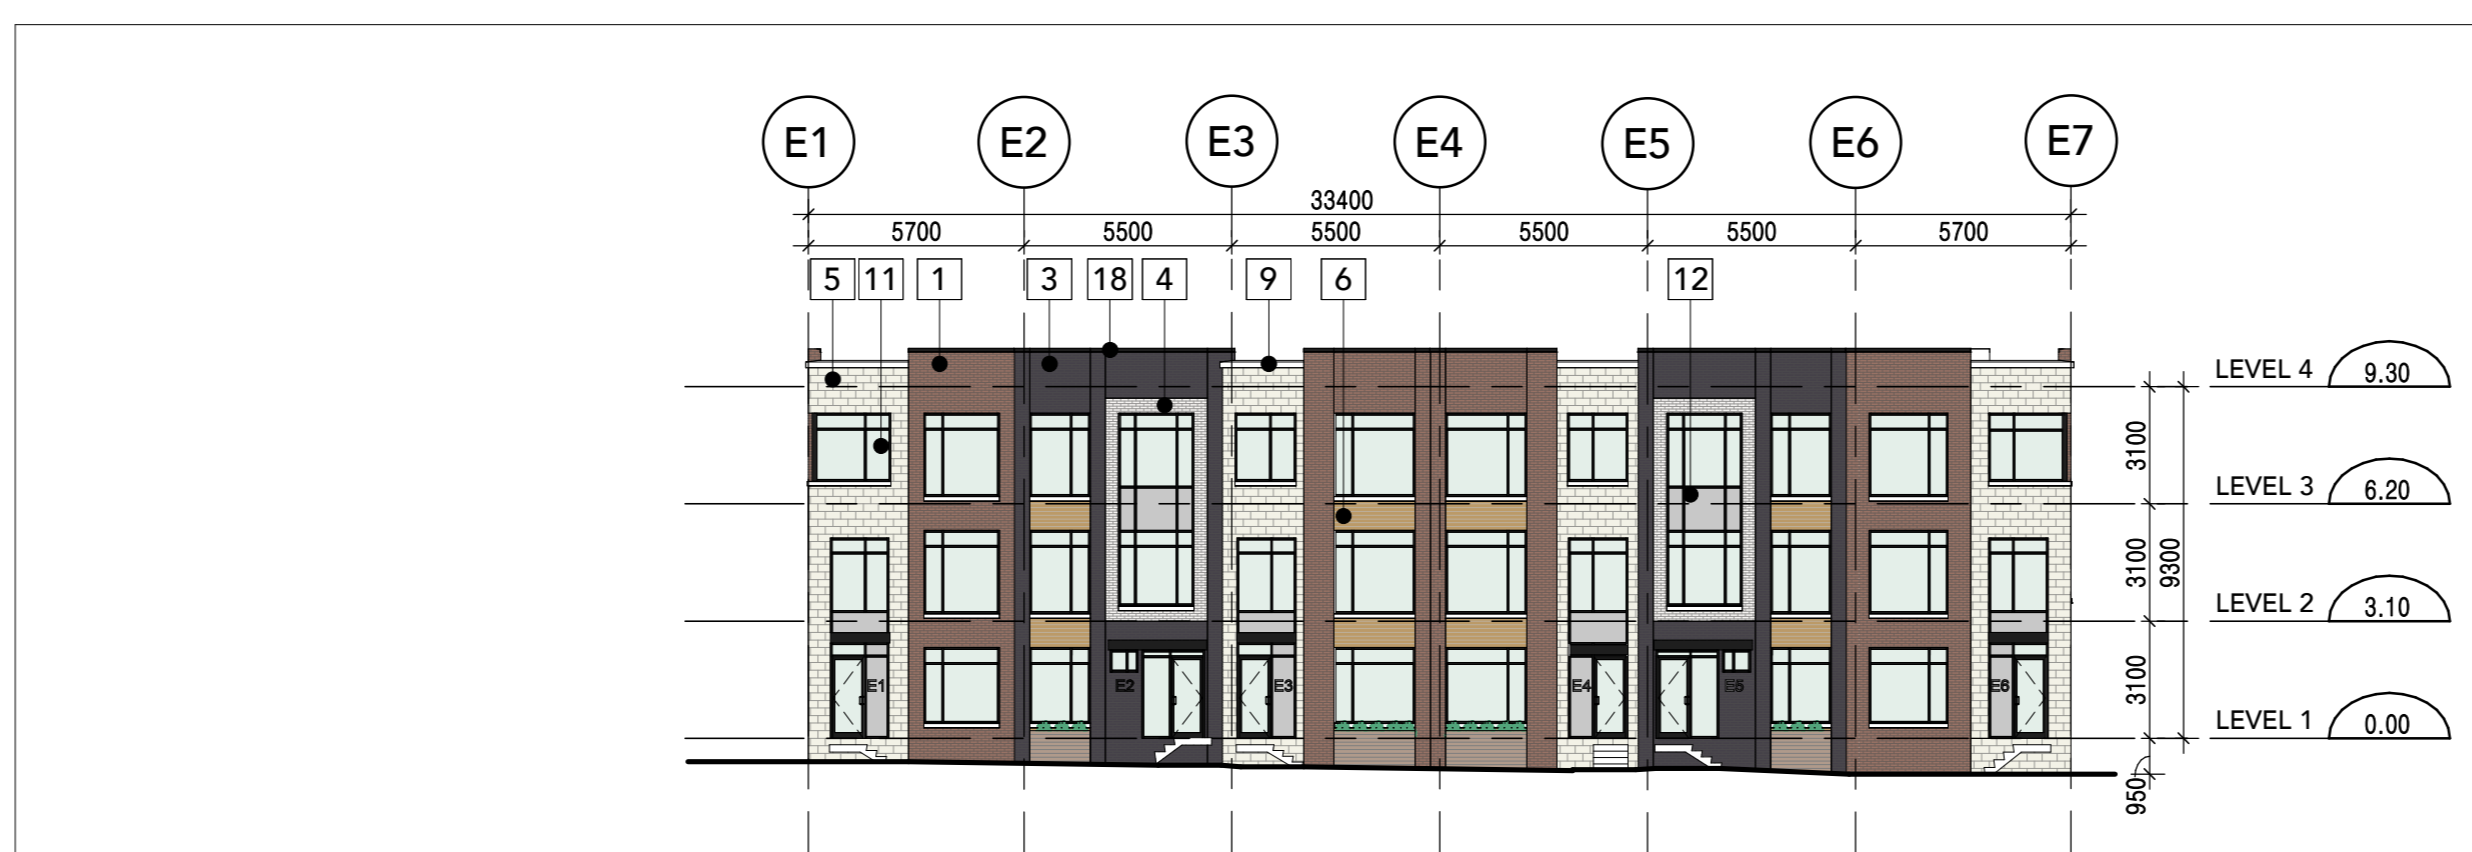 E1 E2 E3 E4 E5 E6 E7
33400
5700 5500 5500 5500 5500 5700
5 11 1 3 18 4 9 6 12
LEVEL 4 9.30
3100
LEVEL 3 6.20
3100 9300
LEVEL 2 3.10
3100
E1 E2 E3 E4 E5 E6
LEVEL 1 0.00
950